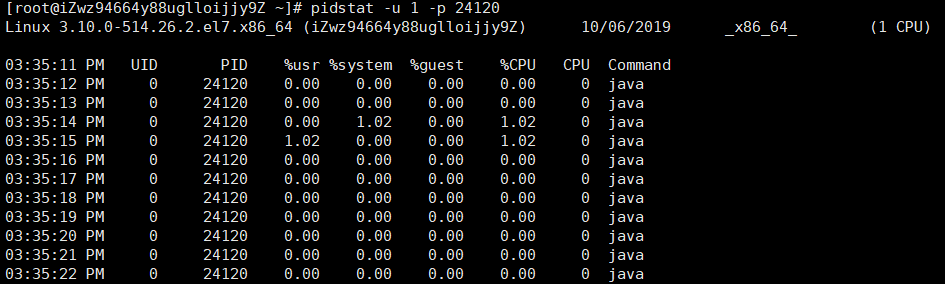 [root@iZwz94664y88uglloijjy9Z ~]# pidstat -u 1 -p 24120
Linux 3.10.0-514.26.2.el7.x86_64 (iZwz94664y88uglloijjy9Z) 10/06/2019 _x86_64_ (1 CPU)
03:35:11 PM UID PID %usr %system %guest %CPU CPU Command
03:35:12 PM 0 24120 0.00 0.00 0.00 0.00 0 java
03:35:13 PM 0 24120 0.00 0.00 0.00 0.00 0 java
03:35:14 PM 0 24120 0.00 1.02 0.00 1.02 0 java
03:35:15 PM 0 24120 1.02 0.00 0.00 1.02 0 java
03:35:16 PM 0 24120 0.00 0.00 0.00 0.00 0 java
03:35:17 PM 0 24120 0.00 0.00 0.00 0.00 0 java
03:35:18 PM 0 24120 0.00 0.00 0.00 0.00 0 java
03:35:19 PM 0 24120 0.00 0.00 0.00 0.00 0 java
03:35:20 PM 0 24120 0.00 0.00 0.00 0.00 0 java
03:35:21 PM 0 24120 0.00 0.00 0.00 0.00 0 java
03:35:22 PM 0 24120 0.00 0.00 0.00 0.00 0 java